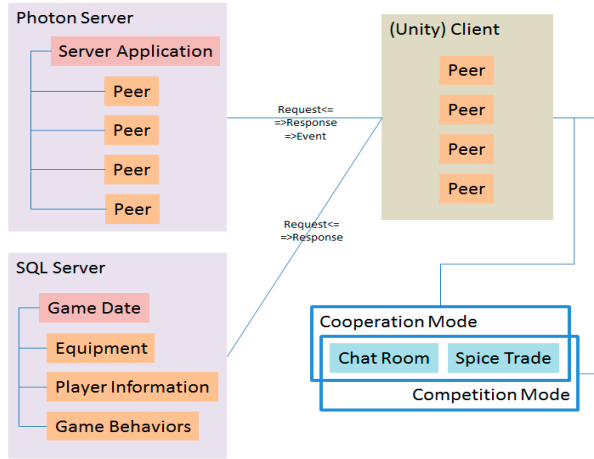 Photon Server
Server Application
Peer
Peer
Peer
Peer
Request<=
=>Response
=>Event
(Unity) Client
Peer
Peer
Peer
Peer
Request<=
=>Response
SQL Server
Game Date
Equipment
Player Information
Game Behaviors
Cooperation Mode
Chat Room Spice Trade
Competition Mode